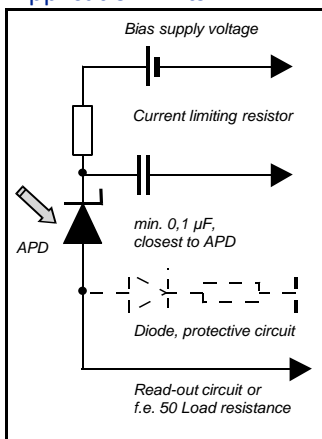 Bias supply voltage
Current limiting resistor
min. 0,1 µF,
closest to APD
APD
Diode, protective circuit
Read-out circuit or
f.e. 50 Load resistance